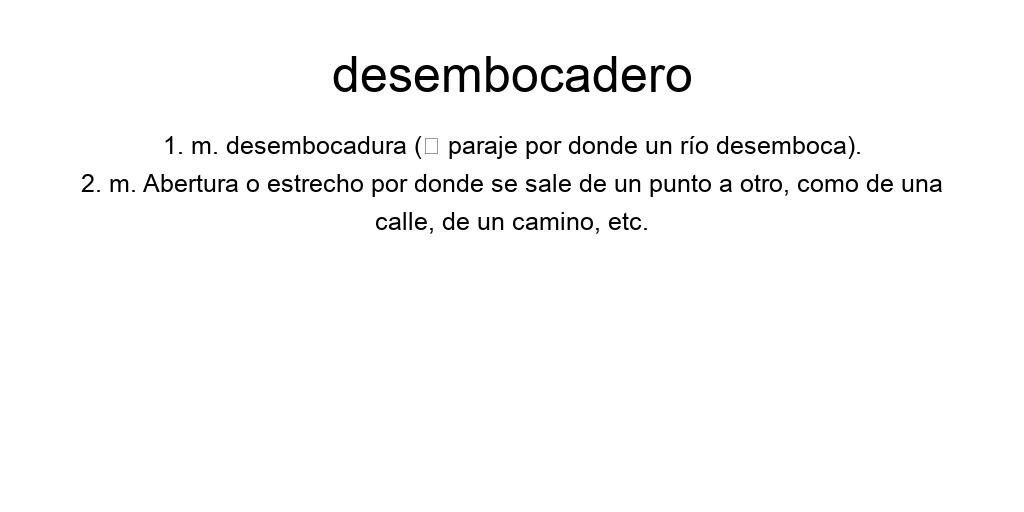 desembocadero
1. m. desembocadura (□ paraje por donde un río desemboca).
2. m. Abertura o estrecho por donde se sale de un punto a otro, como de una
calle, de un camino, etc.